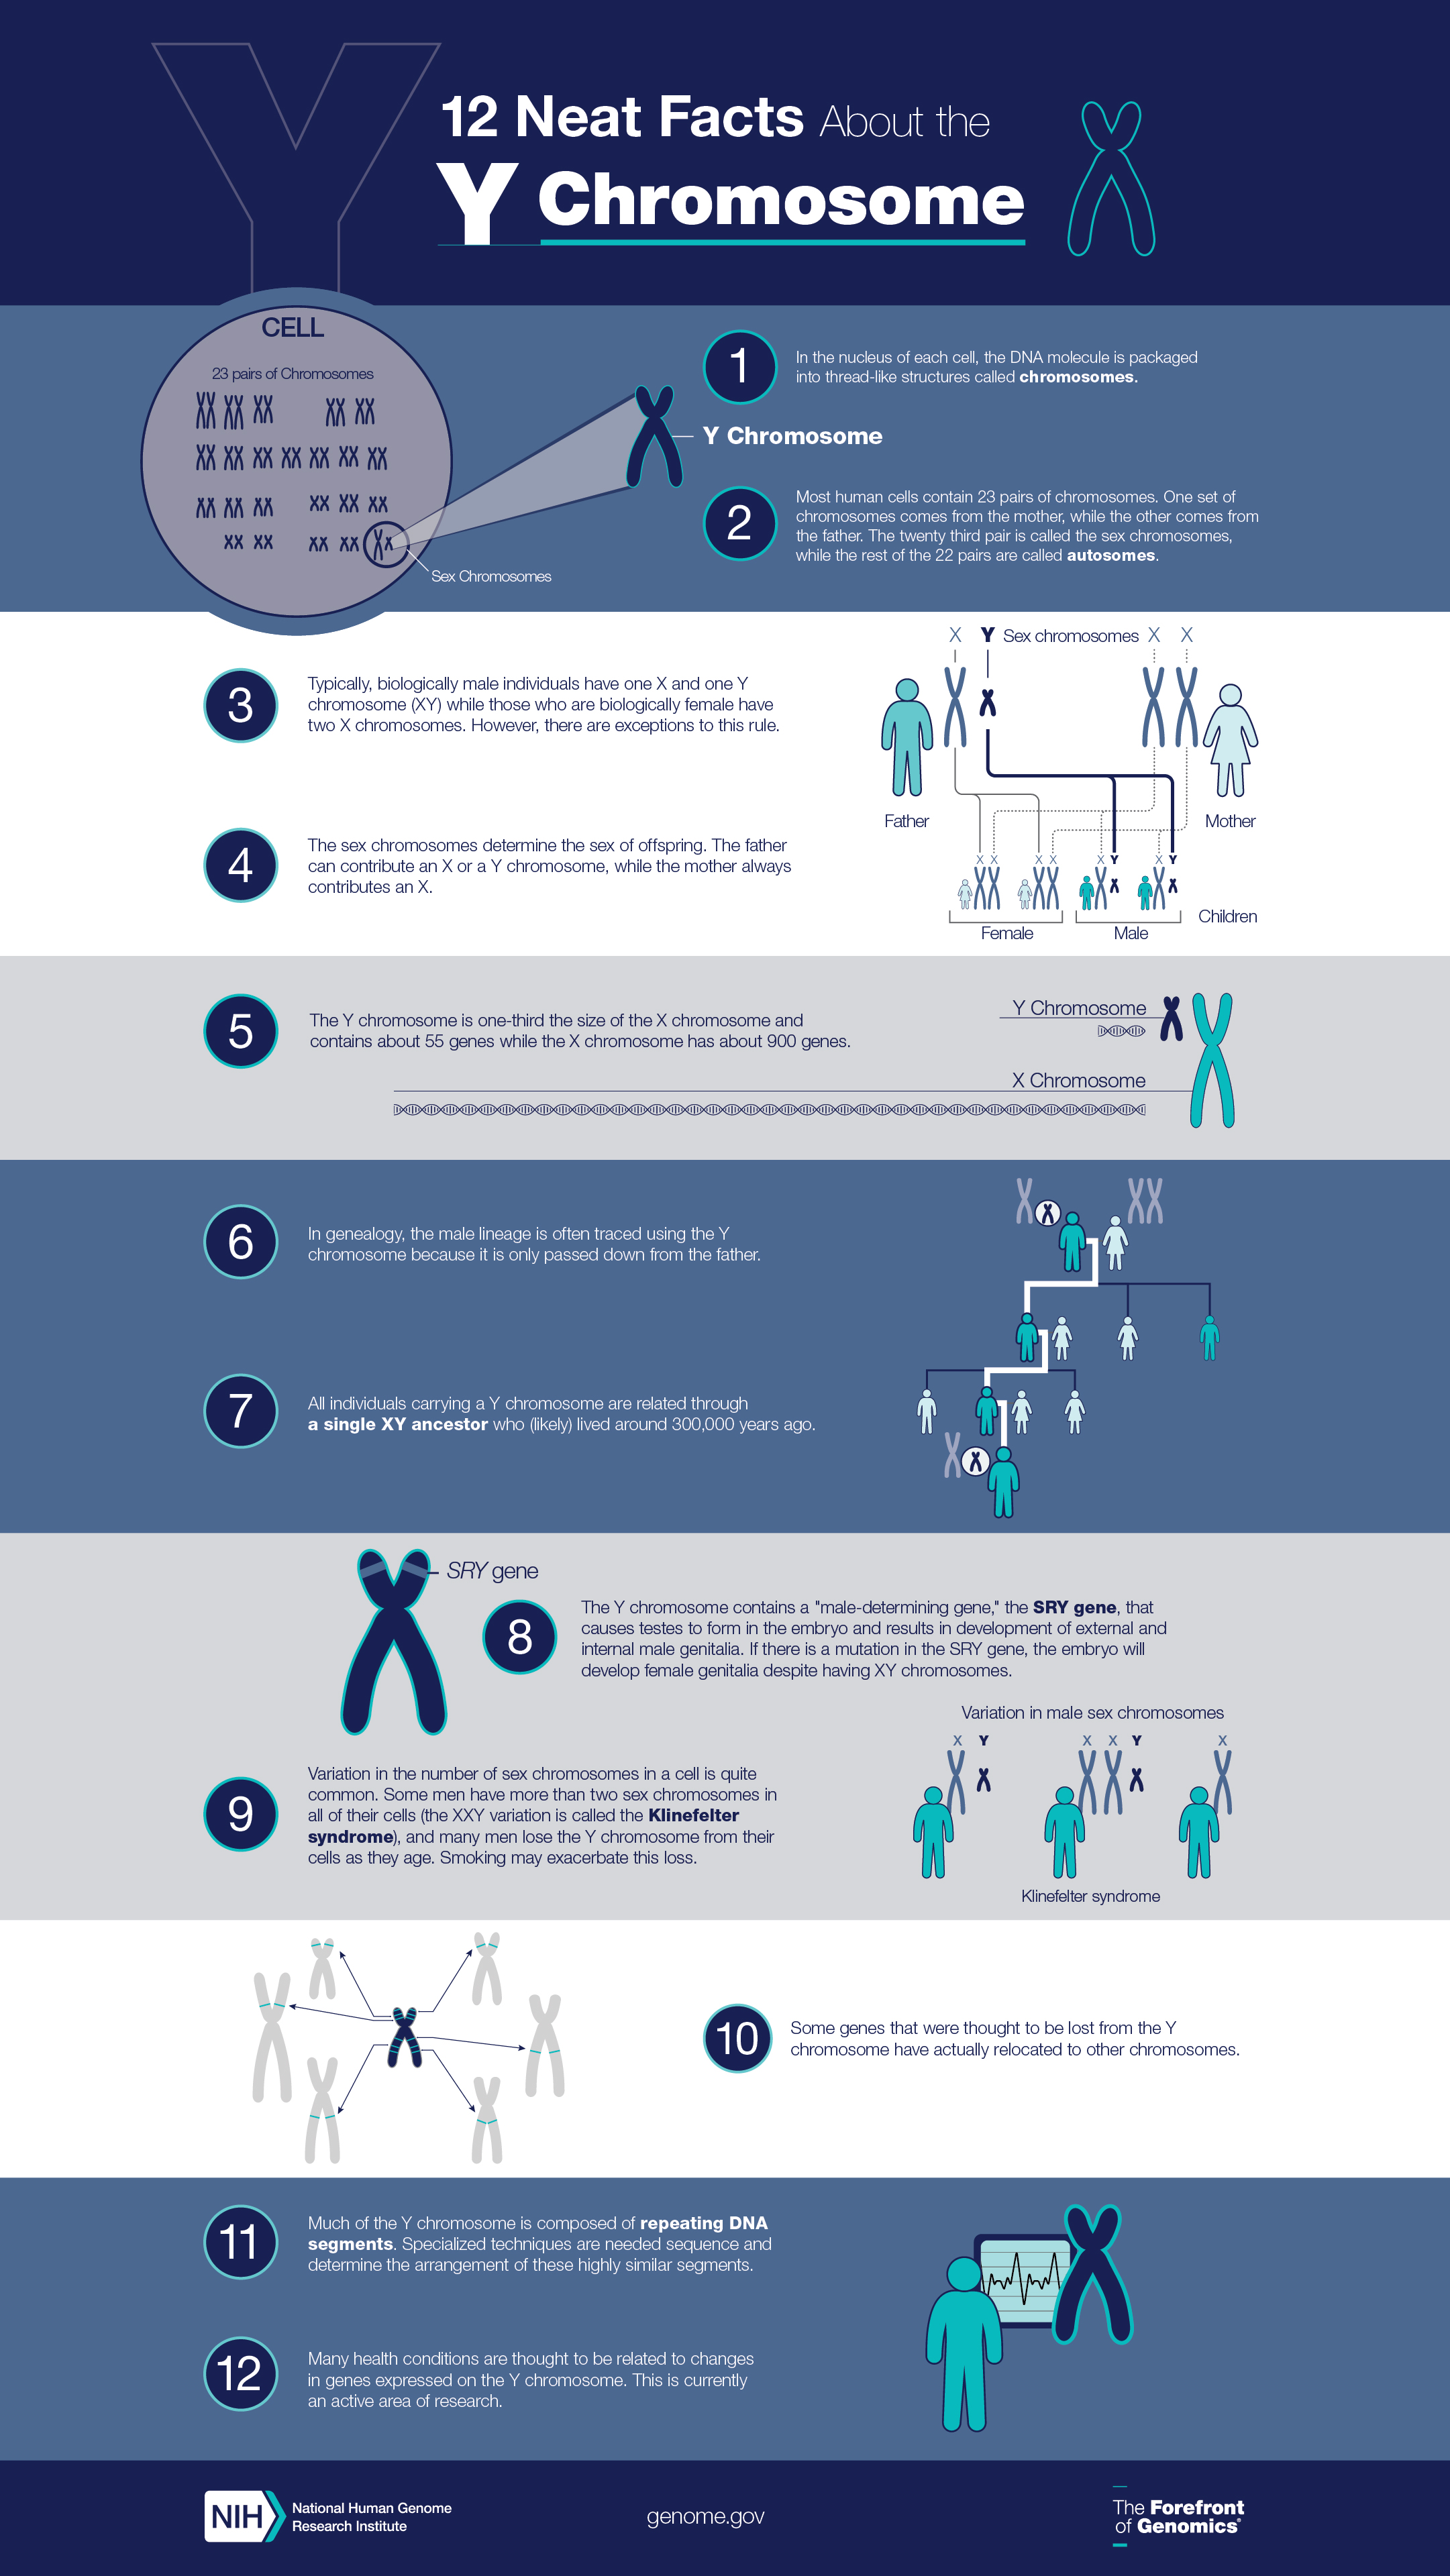 Y
12 Neat Facts About the
Y Chromosome
CELL
23 pairs of Chromosomes
Sex Chromosomes
Y Chromosome
1
In the nucleus of each cell, the DNA molecule is packaged
into thread-like structures called chromosomes.
2
Most human cells contain 23 pairs of chromosomes. One set of
chromosomes comes from the mother, while the other comes from
the father. The twenty third pair is called the sex chromosomes,
while the rest of the 22 pairs are called autosomes.
3
Typically, biologically male individuals have one X and one Y
chromosome (XY) while those who are biologically female have
two X chromosomes. However, there are exceptions to this rule.
4
The sex chromosomes determine the sex of offspring. The father
can contribute an X or a Y chromosome, while the mother always
contributes an X.
X Y Sex chromosomes X X
Father
Mother
X X X X X Y X Y
Children
Female
Male
5
The Y chromosome is one-third the size of the X chromosome and
contains about 55 genes while the X chromosome has about 900 genes.
Y Chromosome
X Chromosome
6
In genealogy, the male lineage is often traced using the Y
chromosome because it is only passed down from the father.
7
All individuals carrying a Y chromosome are related through
a single XY ancestor who (likely) lived around 300,000 years ago.
SRY gene
8
The Y chromosome contains a "male-determining gene," the SRY gene, that
causes testes to form in the embryo and results in development of external and
internal male genitalia. If there is a mutation in the SRY gene, the embryo will
develop female genitalia despite having XY chromosomes.
9
Variation in the number of sex chromosomes in a cell is quite
common. Some men have more than two sex chromosomes in
all of their cells (the XXY variation is called the Klinefelter
syndrome), and many men lose the Y chromosome from their
cells as they age. Smoking may exacerbate this loss.
Variation in male sex chromosomes
X Y X X Y X
Klinefelter syndrome
10
Some genes that were thought to be lost from the Y
chromosome have actually relocated to other chromosomes.
11
Much of the Y chromosome is composed of repeating DNA
segments. Specialized techniques are needed sequence and
determine the arrangement of these highly similar segments.
12
Many health conditions are thought to be related to changes
in genes expressed on the Y chromosome. This is currently
an active area of research.
NIH
National Human Genome
Research Institute
genome.gov
The Forefront
of Genomics®